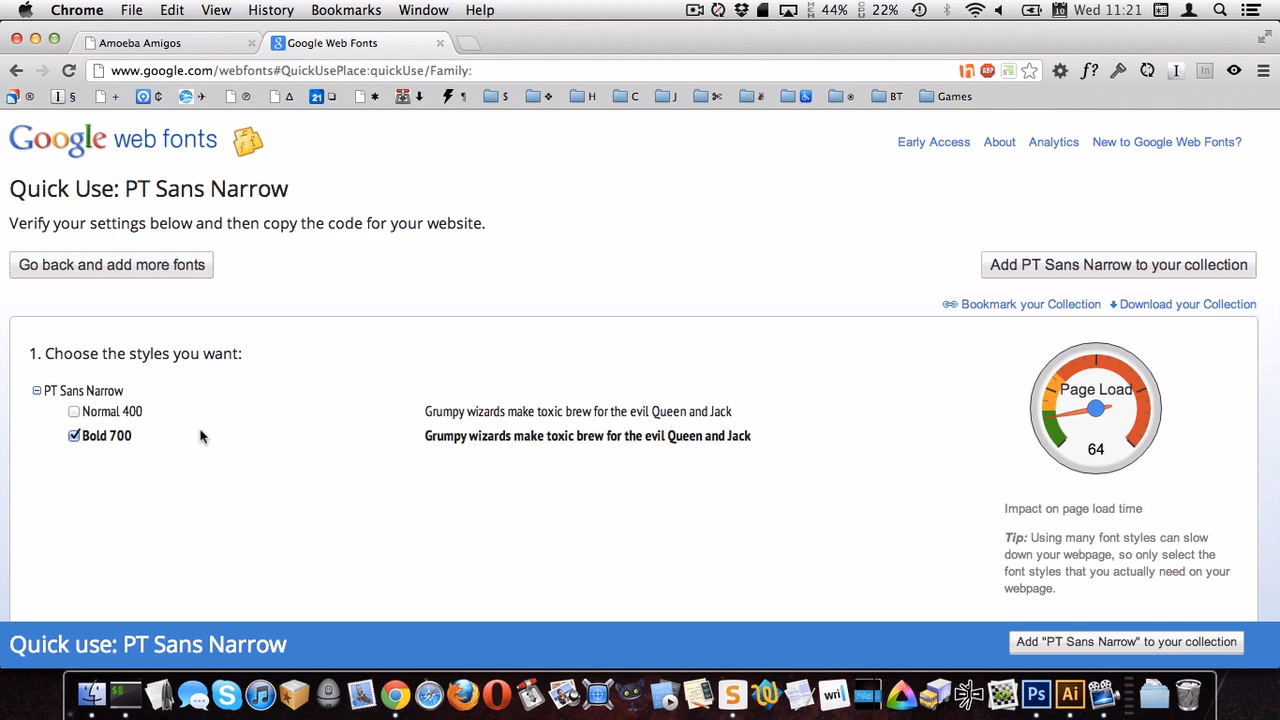 Chrome File Edit View History Bookmarks Window Help 44% 22% Wed 11:21
Amoeba Amigos Google Web Fonts
www.google.com/webfonts#QuickUsePlace:quickUse/Family:
BT Games
Google web fonts
Early Access About Analytics New to Google Web Fonts?
Quick Use: PT Sans Narrow
Verify your settings below and then copy the code for your website.
Go back and add more fonts
Add PT Sans Narrow to your collection
Bookmark your Collection Download your Collection
1. Choose the styles you want:
PT Sans Narrow
Normal 400 Grumpy wizards make toxic brew for the evil Queen and Jack
Bold 700 Grumpy wizards make toxic brew for the evil Queen and Jack
Page Load
64
Impact on page load time
Tip: Using many font styles can slow
down your webpage, so only select the
font styles that you actually need on your
webpage.
Quick use: PT Sans Narrow
Add "PT Sans Narrow" to your collection
wri Ps Ai